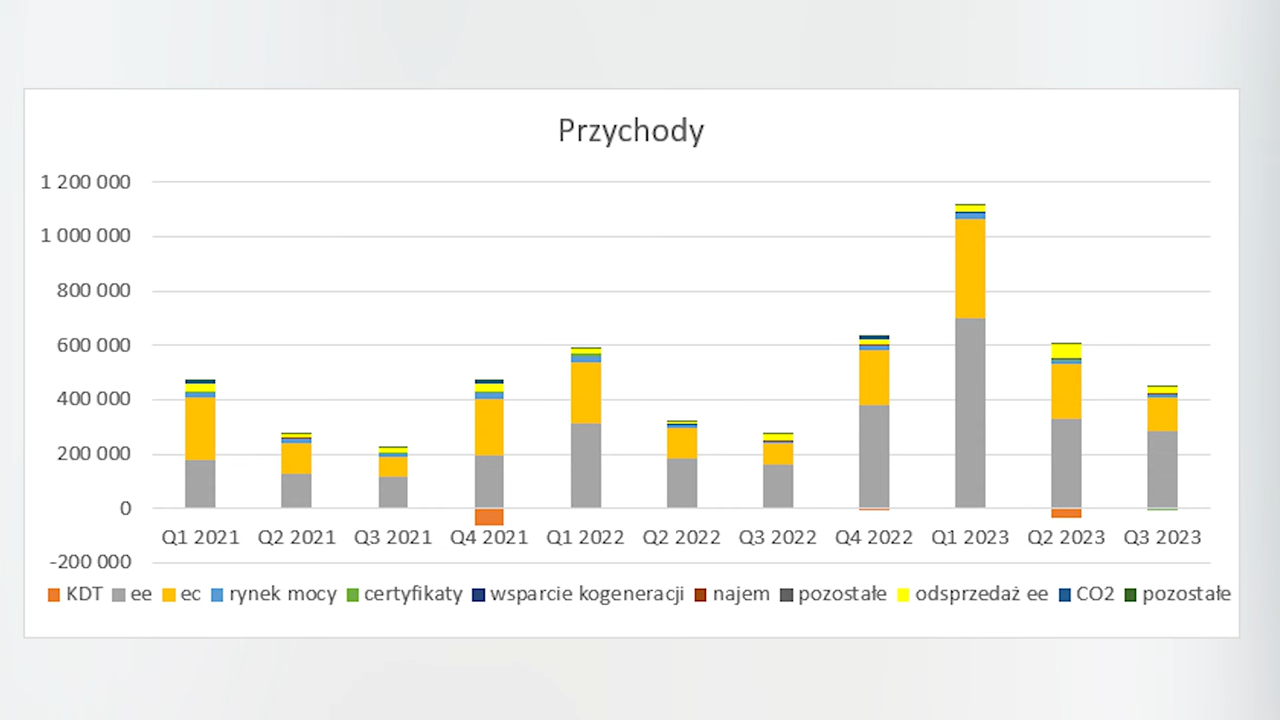 Przychody
1 200 000
1 000 000
800 000
600 000
400 000
200 000
0
-200 000
Q1 2021 Q2 2021 Q3 2021 Q4 2021 Q1 2022 Q2 2022 Q3 2022 Q4 2022 Q1 2023 Q2 2023 Q3 2023
KDT ee ec rynek mocy certyfikaty wsparcie kogeneracji najem pozostałe odsprzedaż ee CO2 pozostałe